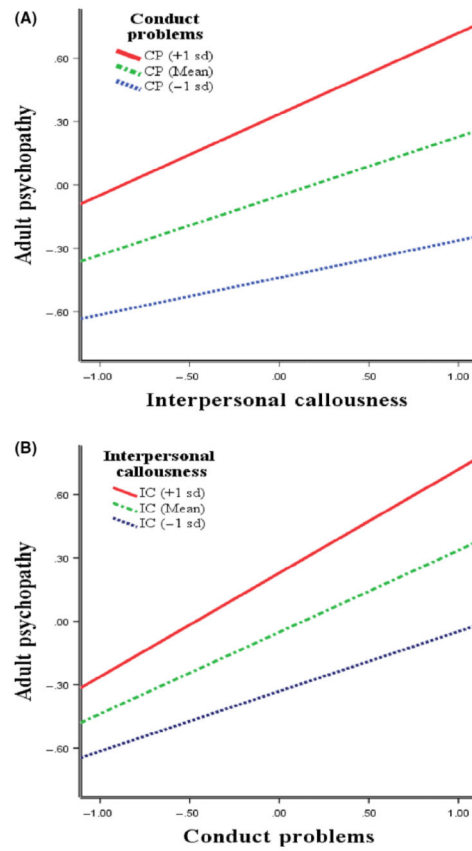 (A)
Conduct
problems
CP (+1 sd)
CP (Mean)
CP (−1 sd)
.60
.30
.00
−.30
−.60
Adult psychopathy
−1.00 −.50 .00 .50 1.00
Interpersonal callousness
(B)
Interpersonal
callousness
IC (+1 sd)
IC (Mean)
IC (−1 sd)
.60
.30
.00
−.30
−.60
Adult psychopathy
−1.00 −.50 .00 .50 1.00
Conduct problems